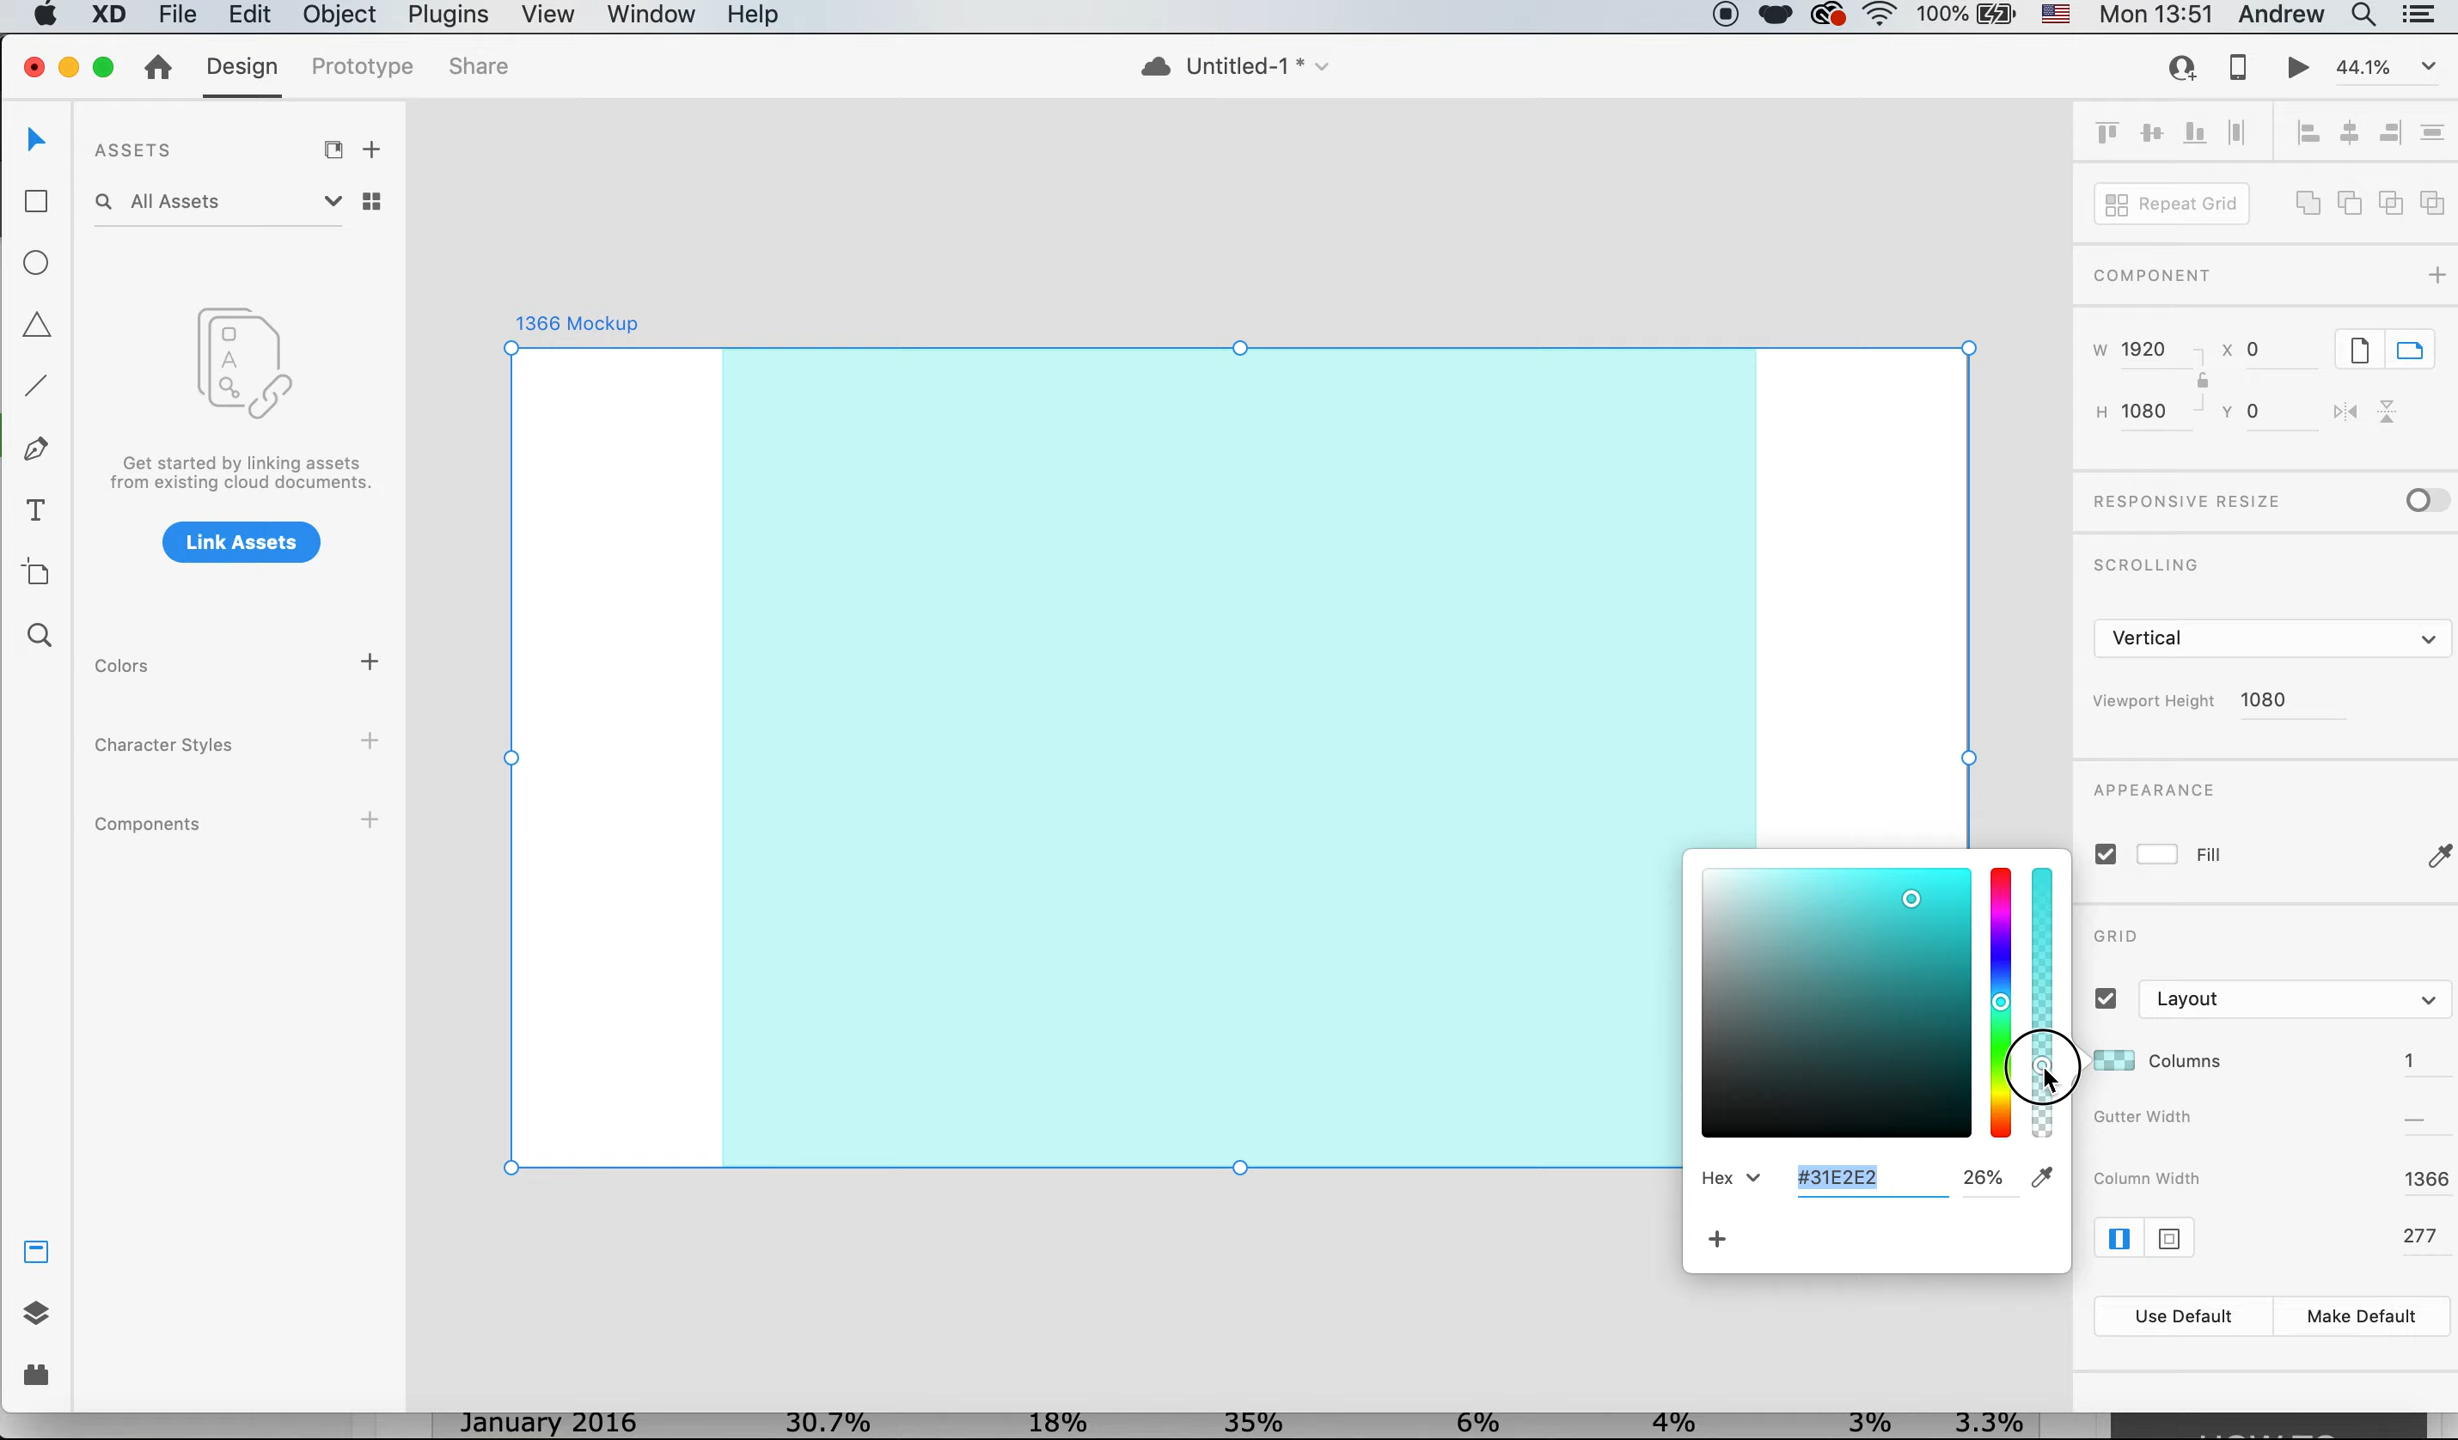 XD File Edit Object Plugins View Window Help 100% Mon 13:51 Andrew
Design Prototype Share Untitled-1 * 44.1%
ASSETS
All Assets
Get started by linking assets
from existing cloud documents.
Link Assets
Colors
Character Styles
Components
1366 Mockup
Hex #31E2E2 26%
Repeat Grid
COMPONENT
W 1920 X 0
H 1080 Y 0
RESPONSIVE RESIZE
SCROLLING
Vertical
Viewport Height 1080
APPEARANCE
Fill
GRID
Layout
Columns 1
Gutter Width —
Column Width 1366
277
Use Default Make Default
January 2016 30.7% 18% 35% 6% 4% 3% 3.3%